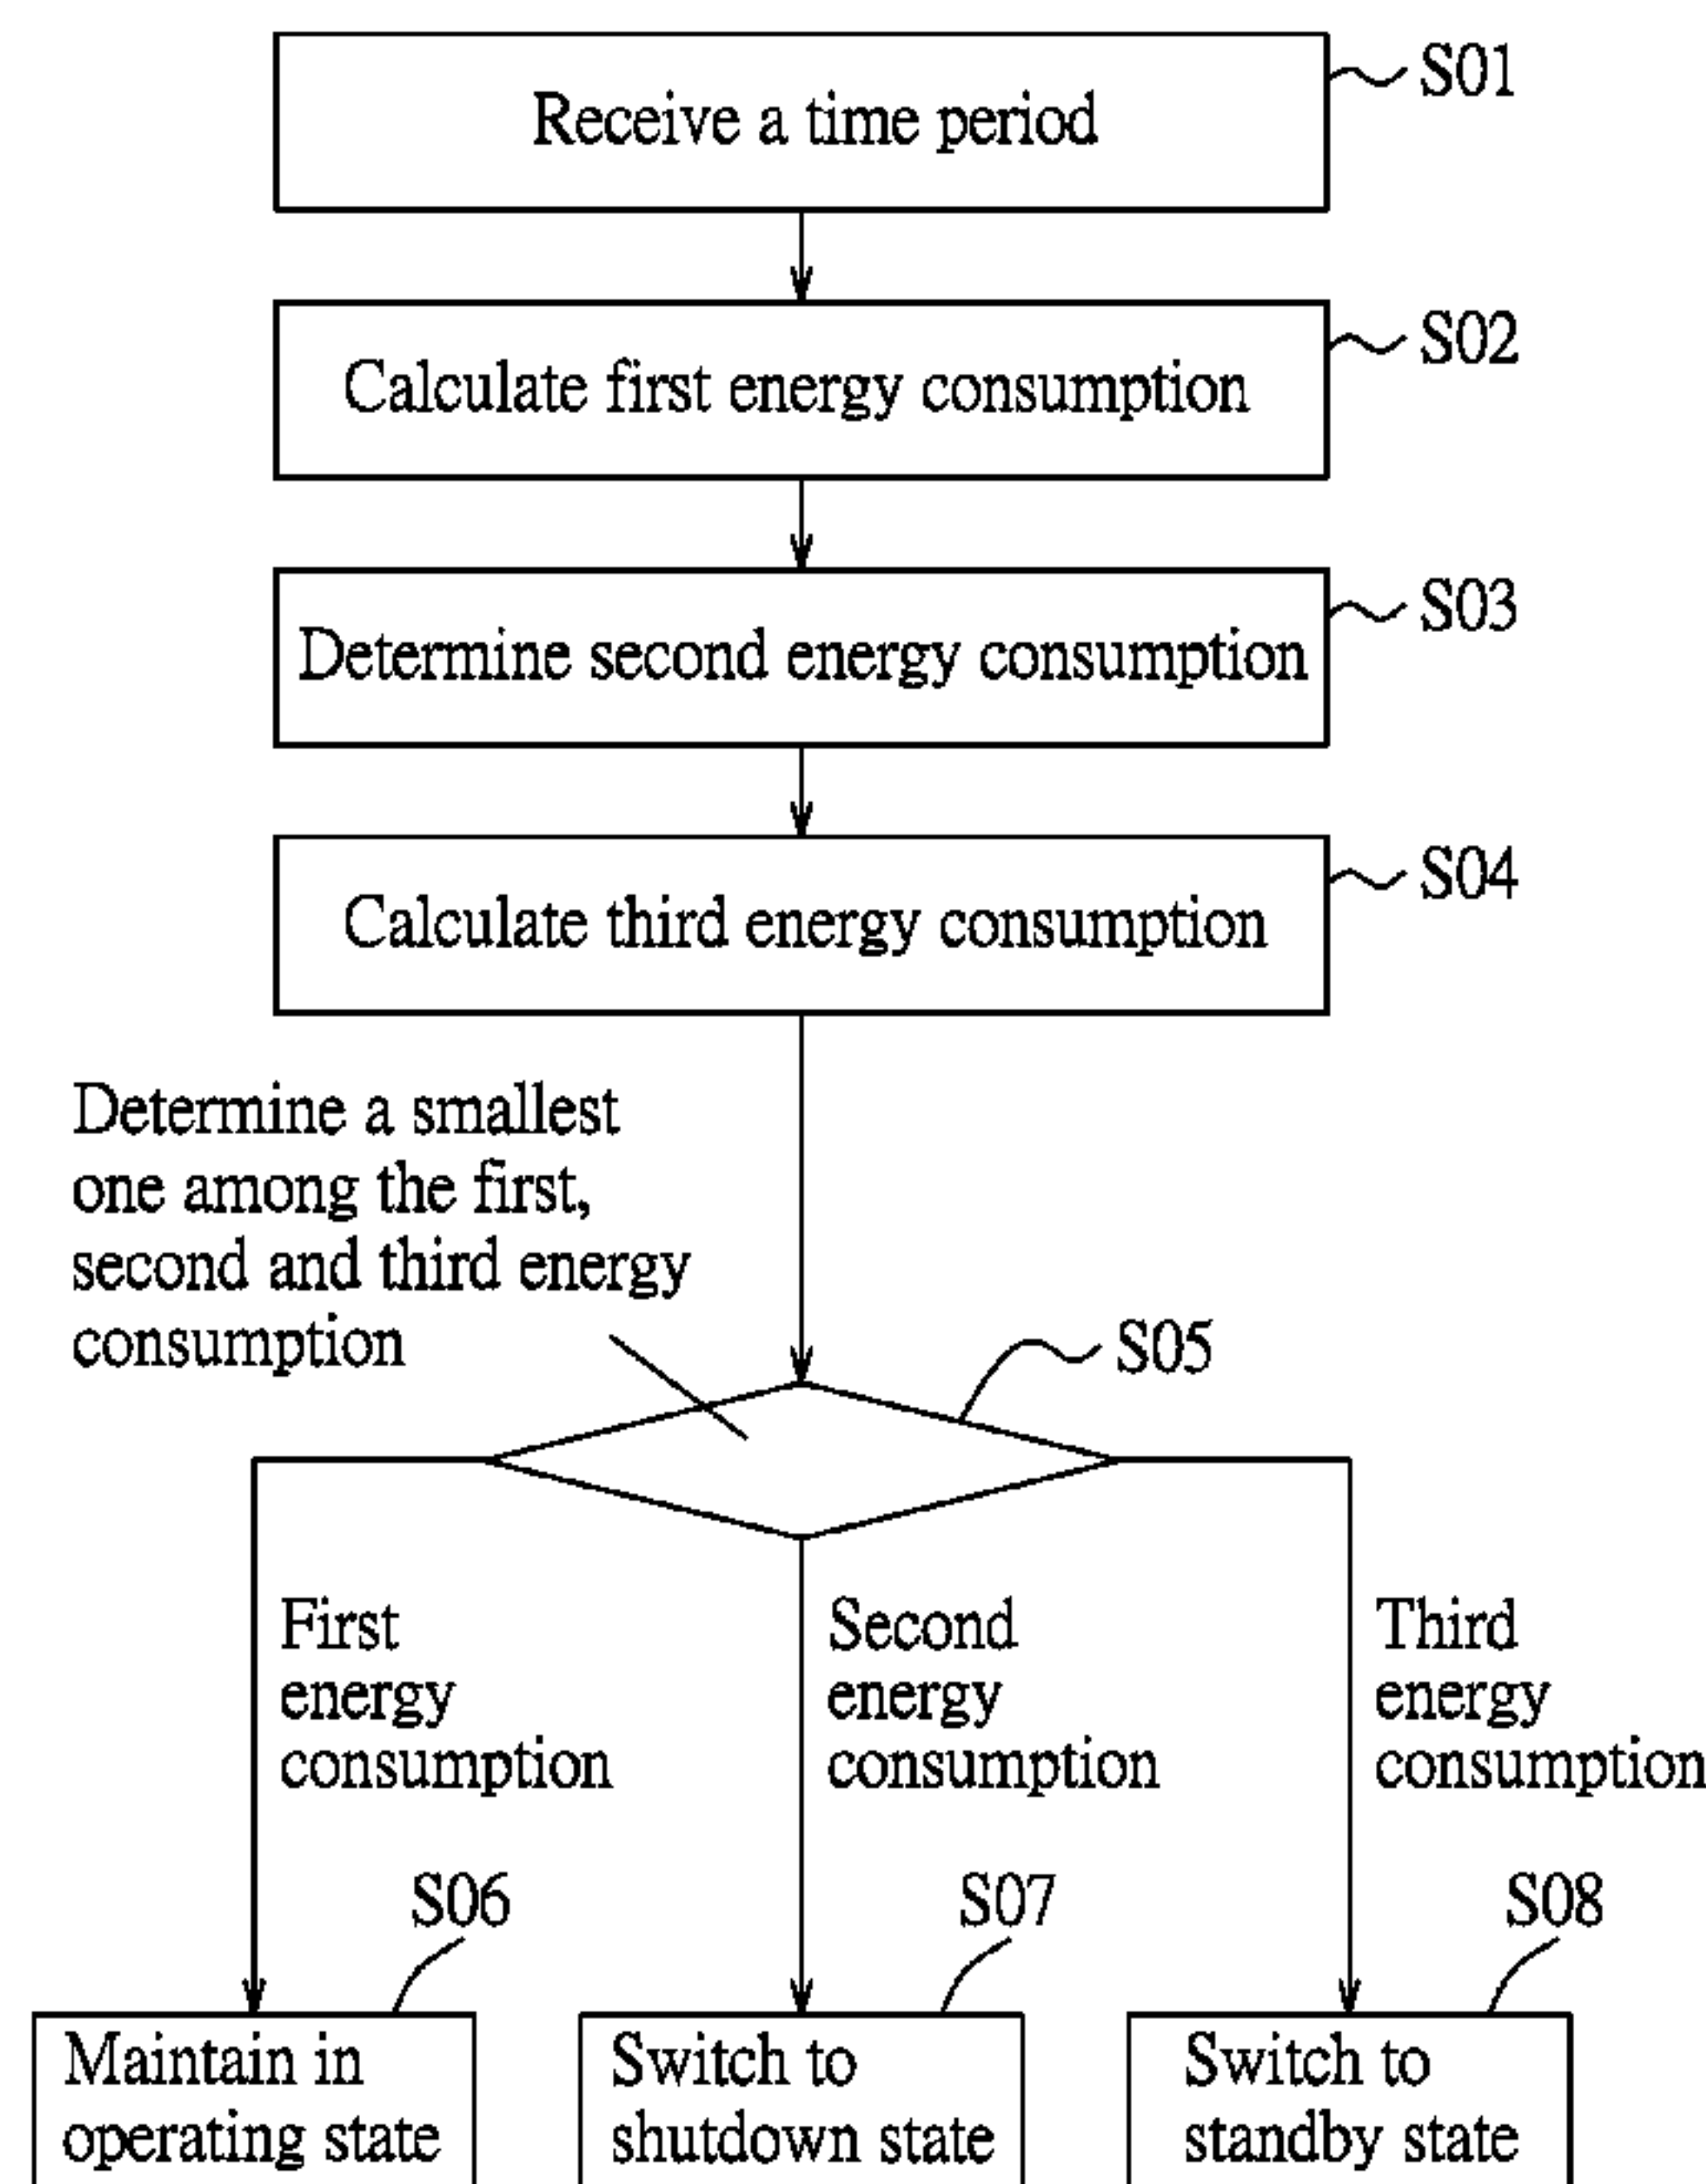 Receive a time period
S01
Calculate first energy consumption
S02
Determine second energy consumption
S03
Calculate third energy consumption
S04
Determine a smallest
one among the first,
second and third energy
consumption
S05
First
energy
consumption
Second
energy
consumption
Third
energy
consumption
S06
S07
S08
Maintain in
operating state
Switch to
shutdown state
Switch to
standby state